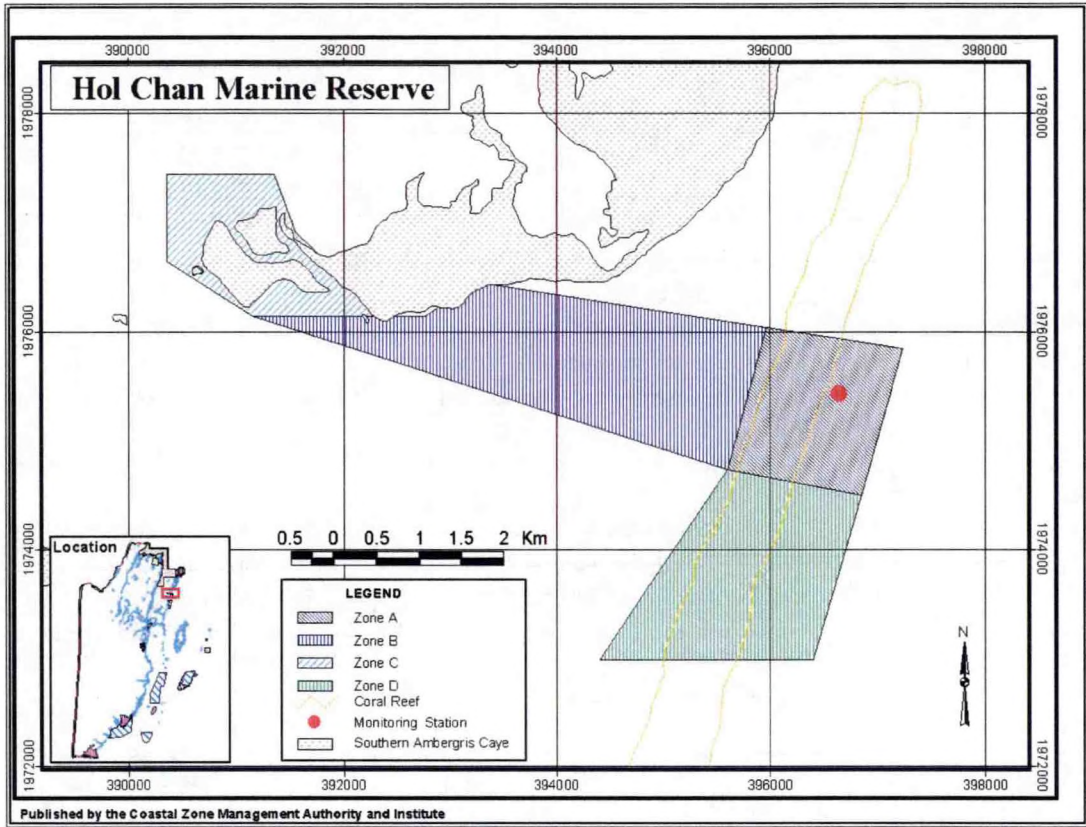 390000 392000 394000 396000 398000
Hol Chan Marine Reserve
1978000
1978000
1976000
1976000
1974000
1974000
1972000
1972000
Location
0.5 0 0.5 1 1.5 2 Km
LEGEND
Zone A
Zone B
Zone C
Zone D
Coral Reef
Monitoring Station
Southern Ambergris Caye
N
390000 392000 394000 396000 398000
Published by the Coastal Zone Management Authority and Institute